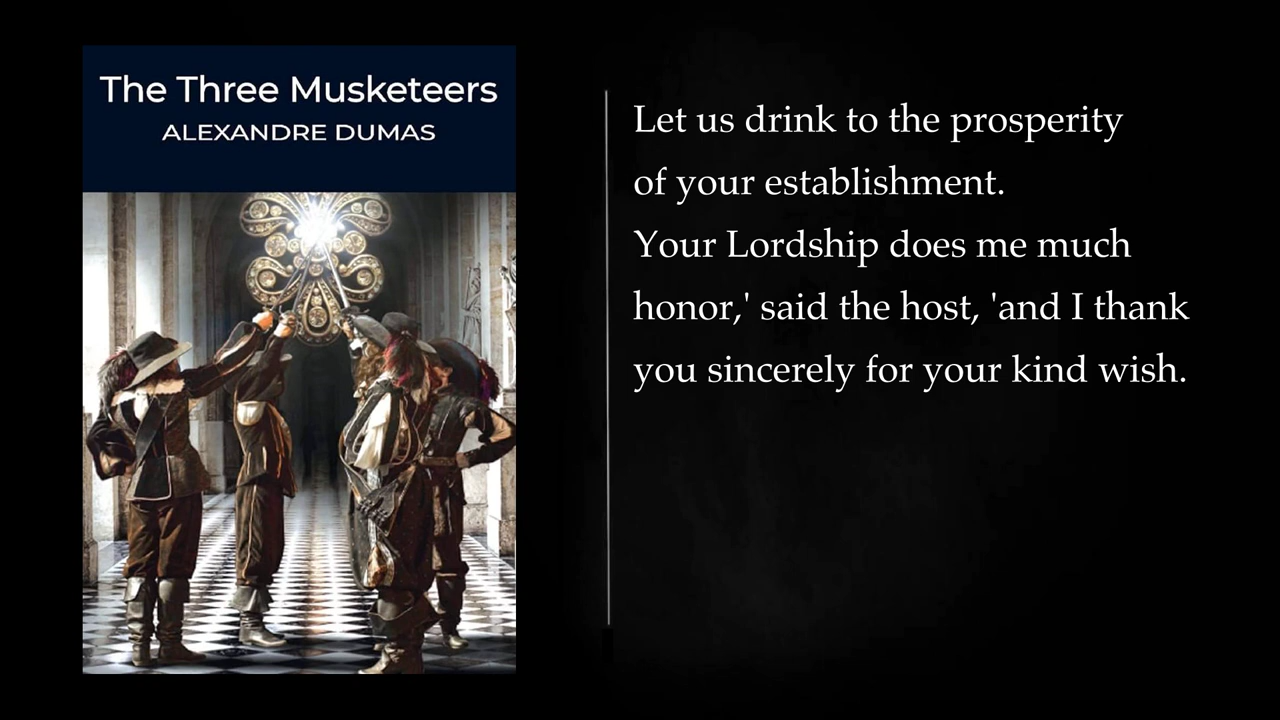 The Three Musketeers
ALEXANDRE DUMAS
Let us drink to the prosperity
of your establishment.
Your Lordship does me much
honor,' said the host, 'and I thank
you sincerely for your kind wish.